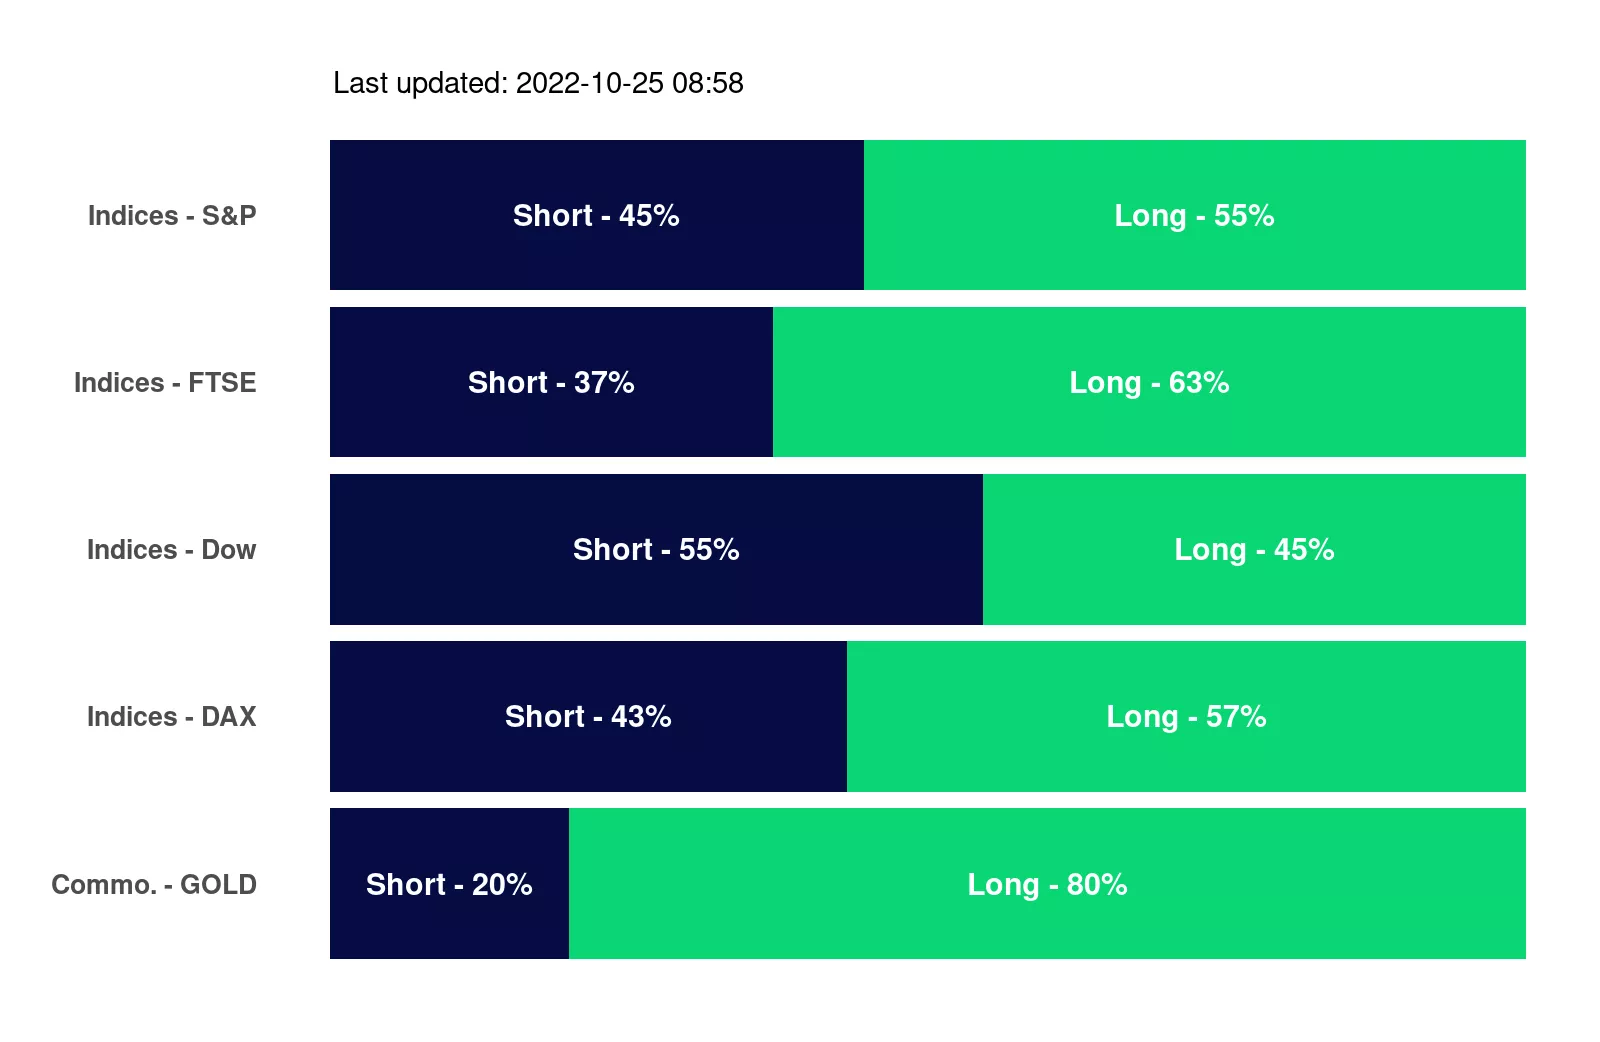 Last updated: 2022-10-25 08:58
Indices - S&P Short - 45% Long - 55%
Indices - FTSE Short - 37% Long - 63%
Indices - Dow Short - 55% Long - 45%
Indices - DAX Short - 43% Long - 57%
Commo. - GOLD Short - 20% Long - 80%